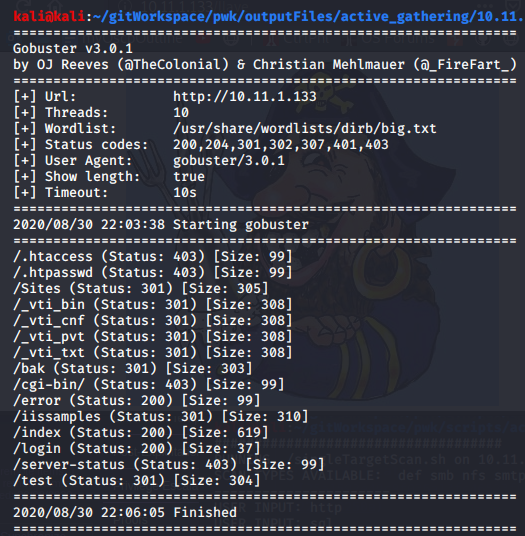 kali@kali:~/gitWorkspace/pwk/outputFiles/active_gathering/10.11.
===============================================================
Gobuster v3.0.1
by OJ Reeves (@TheColonial) & Christian Mehlmauer (@_FireFart_)
===============================================================
[+] Url:            http://10.11.1.133
[+] Threads:        10
[+] Wordlist:       /usr/share/wordlists/dirb/big.txt
[+] Status codes:   200,204,301,302,307,401,403
[+] User Agent:     gobuster/3.0.1
[+] Show length:    true
[+] Timeout:        10s
===============================================================
2020/08/30 22:03:38 Starting gobuster
===============================================================
/.htaccess (Status: 403) [Size: 99]
/.htpasswd (Status: 403) [Size: 99]
/Sites (Status: 301) [Size: 305]
/_vti_bin (Status: 301) [Size: 308]
/_vti_cnf (Status: 301) [Size: 308]
/_vti_pvt (Status: 301) [Size: 308]
/_vti_txt (Status: 301) [Size: 308]
/bak (Status: 301) [Size: 303]
/cgi-bin/ (Status: 403) [Size: 99]
/error (Status: 200) [Size: 99]
/iissamples (Status: 301) [Size: 310]
/index (Status: 200) [Size: 619]
/login (Status: 200) [Size: 37]
/server-status (Status: 403) [Size: 99]
/test (Status: 301) [Size: 304]
===============================================================
2020/08/30 22:06:05 Finished
===============================================================